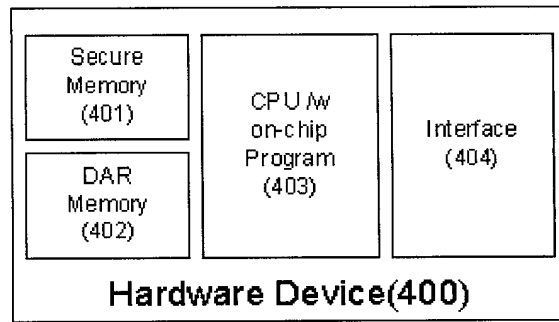 Secure
Memory
(401)
DAR
Memory
(402)
CPU /w
on-chip
Program
(403)
Interface
(404)
Hardware Device(400)